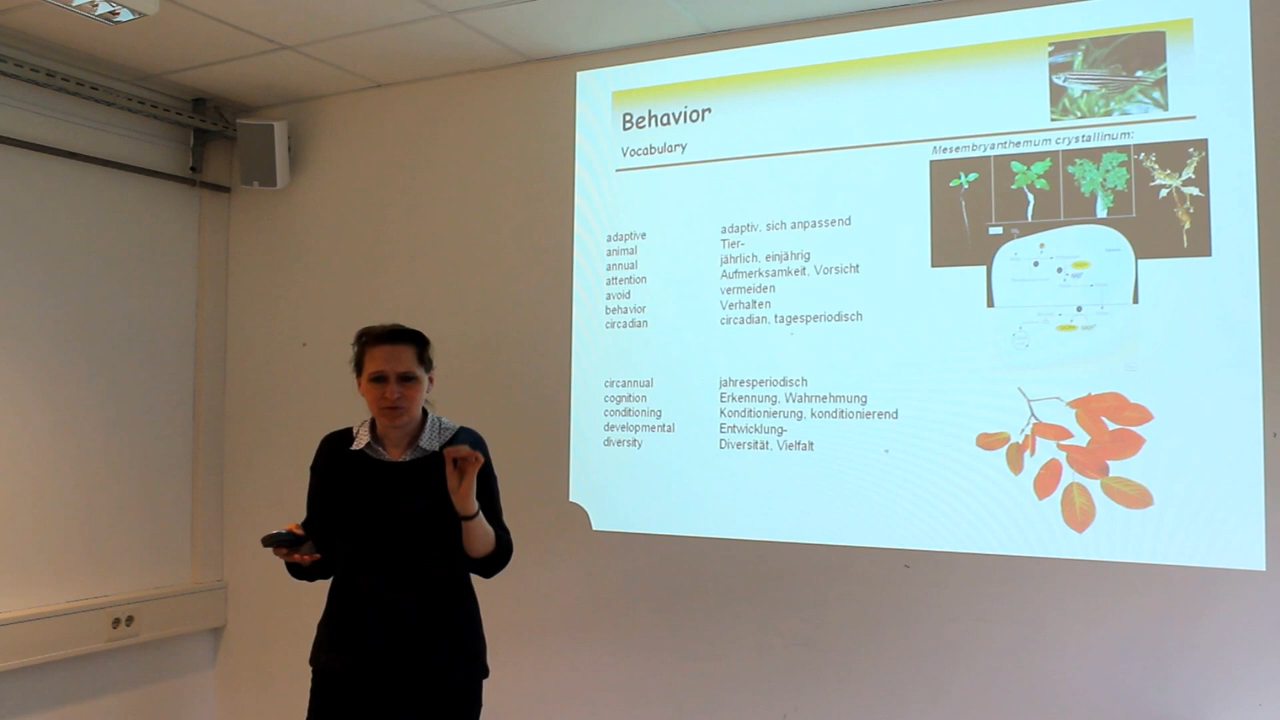 Behavior
Vocabulary
Mesembryanthemum crystallinum:
adaptive adaptiv, sich anpassend
animal Tier-
annual jährlich, einjährig
attention Aufmerksamkeit, Vorsicht
avoid vermeiden
behavior Verhalten
circadian circadian, tagesperiodisch
circannual jahresperiodisch
cognition Erkennung, Wahrnehmung
conditioning Konditionierung, konditionierend
developmental Entwicklung-
diversity Diversität, Vielfalt